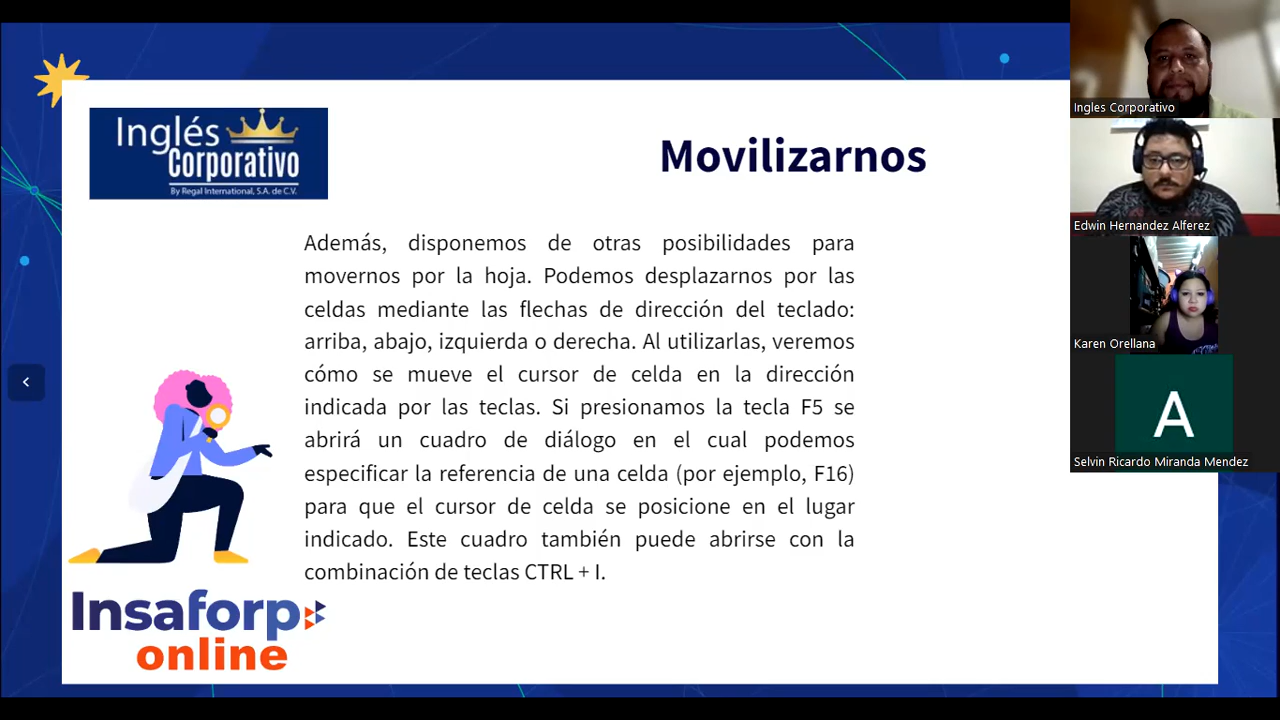 Inglés
Corporativo
By Regal International, S.A. de C.V.
Movilizarnos
Además, disponemos de otras posibilidades para
movernos por la hoja. Podemos desplazarnos por las
celdas mediante las flechas de dirección del teclado:
arriba, abajo, izquierda o derecha. Al utilizarlas, veremos
cómo se mueve el cursor de celda en la dirección
indicada por las teclas. Si presionamos la tecla F5 se
abrirá un cuadro de diálogo en el cual podemos
especificar la referencia de una celda (por ejemplo, F16)
para que el cursor de celda se posicione en el lugar
indicado. Este cuadro también puede abrirse con la
combinación de teclas CTRL + I.
Insaforp
online
Ingles Corporativo
Edwin Hernandez Alferez
Karen Orellana
A
Selvin Ricardo Miranda Mendez